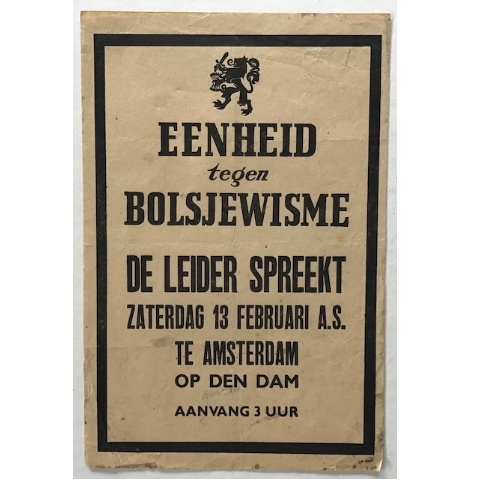 EENHEID
tegen
BOLSJEWISME
DE LEIDER SPREEKT
ZATERDAG 13 FEBRUARI A.S.
TE AMSTERDAM
OP DEN DAM
AANVANG 3 UUR